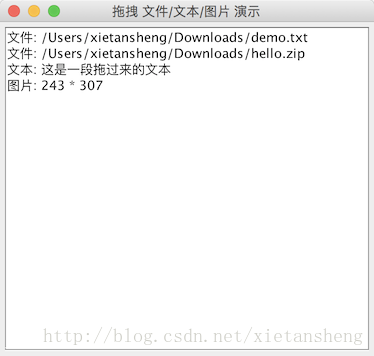 拖拽 文件/文本/图片 演示
文件: /Users/xietansheng/Downloads/demo.txt
文件: /Users/xietansheng/Downloads/hello.zip
文本: 这是一段拖过来的文本
图片: 243 * 307
http://blog.csdn.net/xietansheng